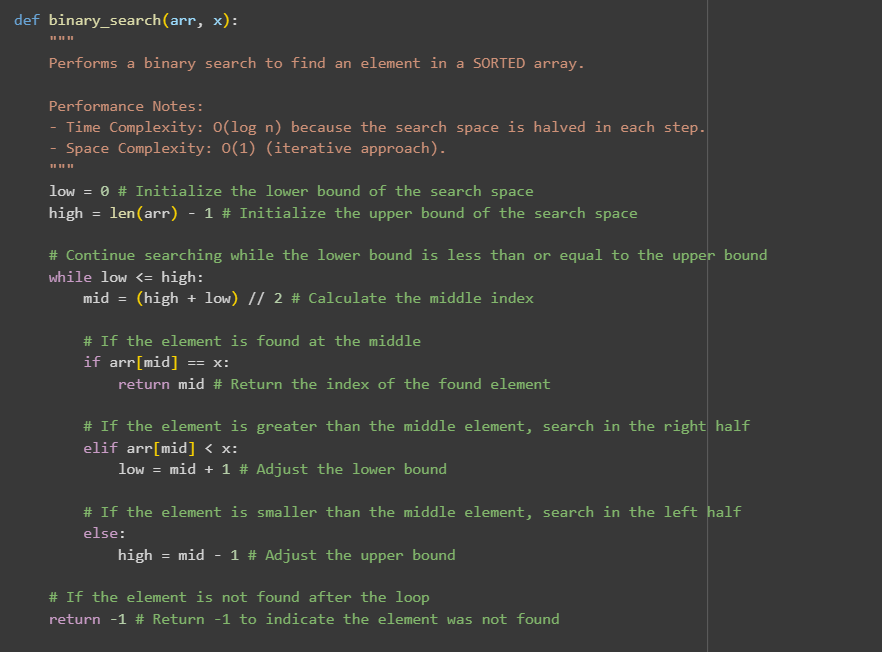 def binary_search(arr, x):
    """
    Performs a binary search to find an element in a SORTED array.

    Performance Notes:
    - Time Complexity: O(log n) because the search space is halved in each step.
    - Space Complexity: O(1) (iterative approach).
    """
    low = 0 # Initialize the lower bound of the search space
    high = len(arr) - 1 # Initialize the upper bound of the search space

    # Continue searching while the lower bound is less than or equal to the upper bound
    while low <= high:
        mid = (high + low) // 2 # Calculate the middle index

        # If the element is found at the middle
        if arr[mid] == x:
            return mid # Return the index of the found element

        # If the element is greater than the middle element, search in the right half
        elif arr[mid] < x:
            low = mid + 1 # Adjust the lower bound

        # If the element is smaller than the middle element, search in the left half
        else:
            high = mid - 1 # Adjust the upper bound

    # If the element is not found after the loop
    return -1 # Return -1 to indicate the element was not found